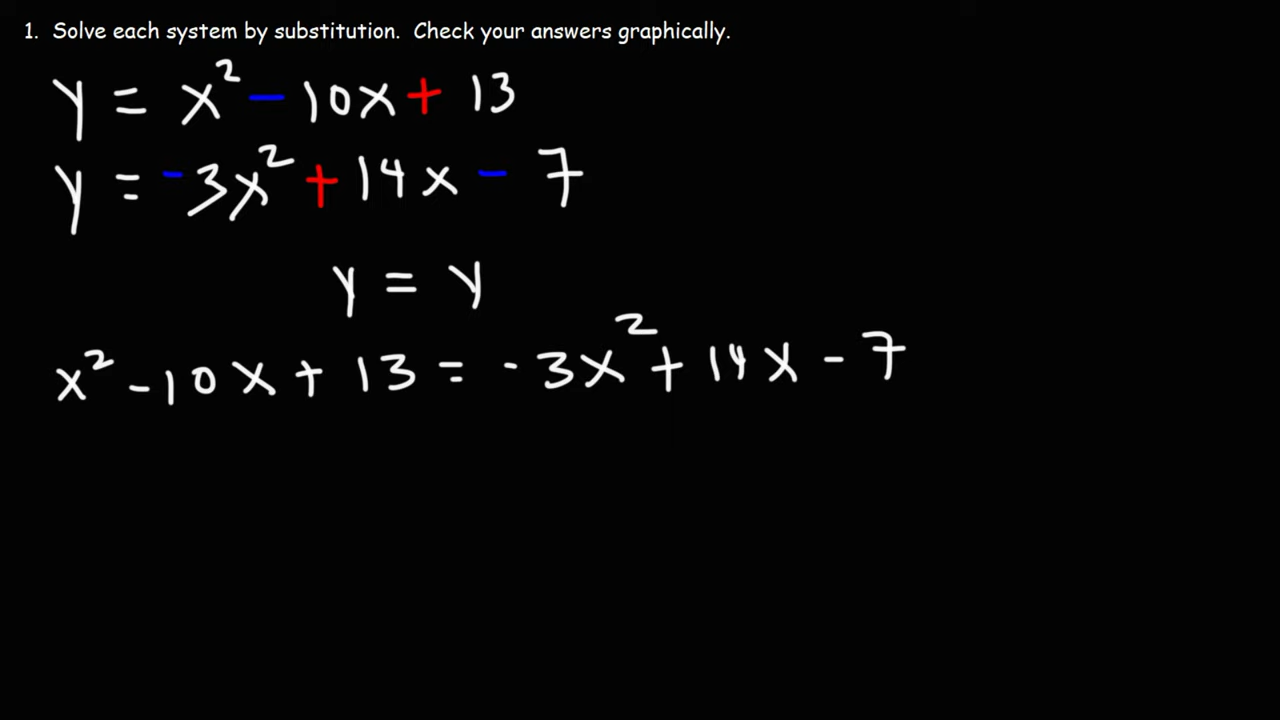 1. Solve each system by substitution. Check your answers graphically.
y = x² - 10x + 13
y = -3x² + 14x - 7
y = y
x² - 10x + 13 = -3x² + 14x - 7